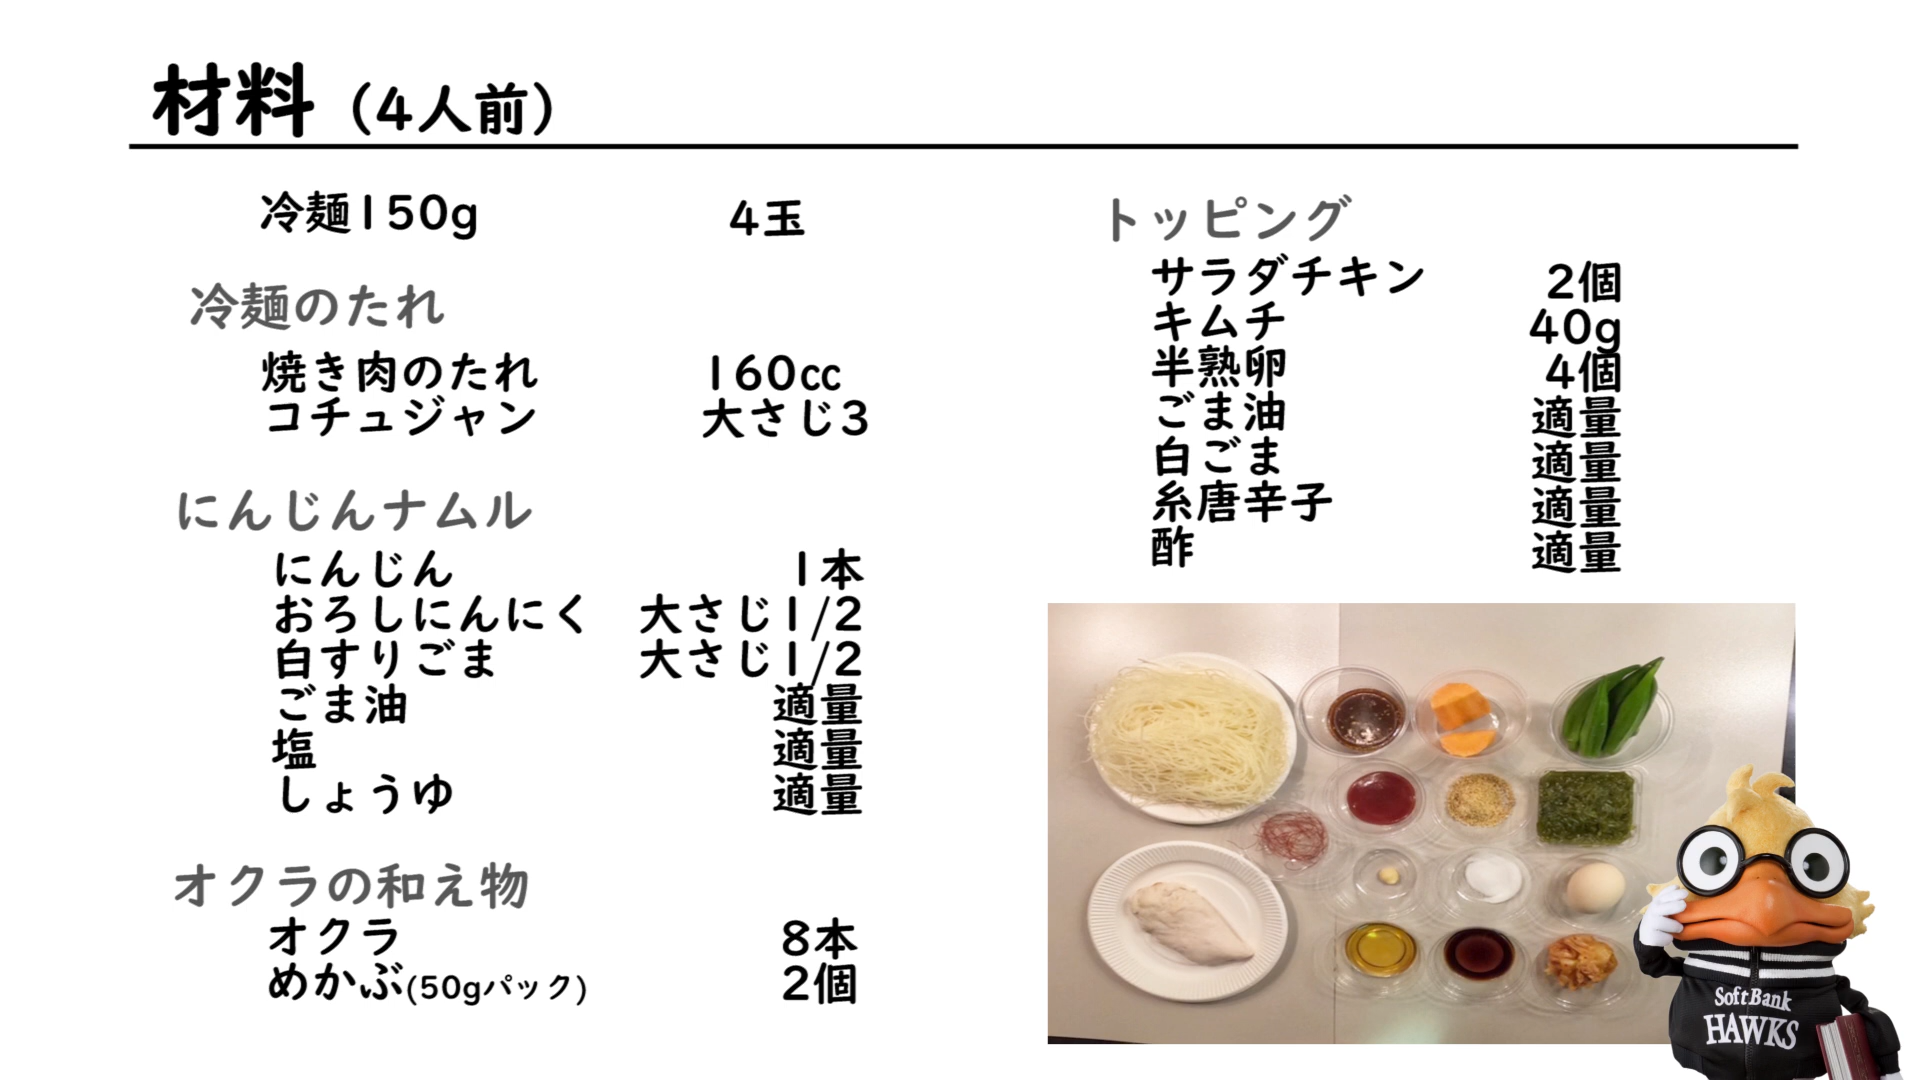 材料（4人前）
冷麺150g 4玉
冷麺のたれ
焼き肉のたれ 160cc
コチュジャン 大さじ3
にんじんナムル
にんじん 1本
おろしにんにく 大さじ1/2
白すりごま 大さじ1/2
ごま油 適量
塩 適量
しょうゆ 適量
オクラの和え物
オクラ 8本
めかぶ(50gパック) 2個
トッピング
サラダチキン 2個
キムチ 40g
半熟卵 4個
ごま油 適量
白ごま 適量
糸唐辛子 適量
酢 適量
SoftBank
HAWKS